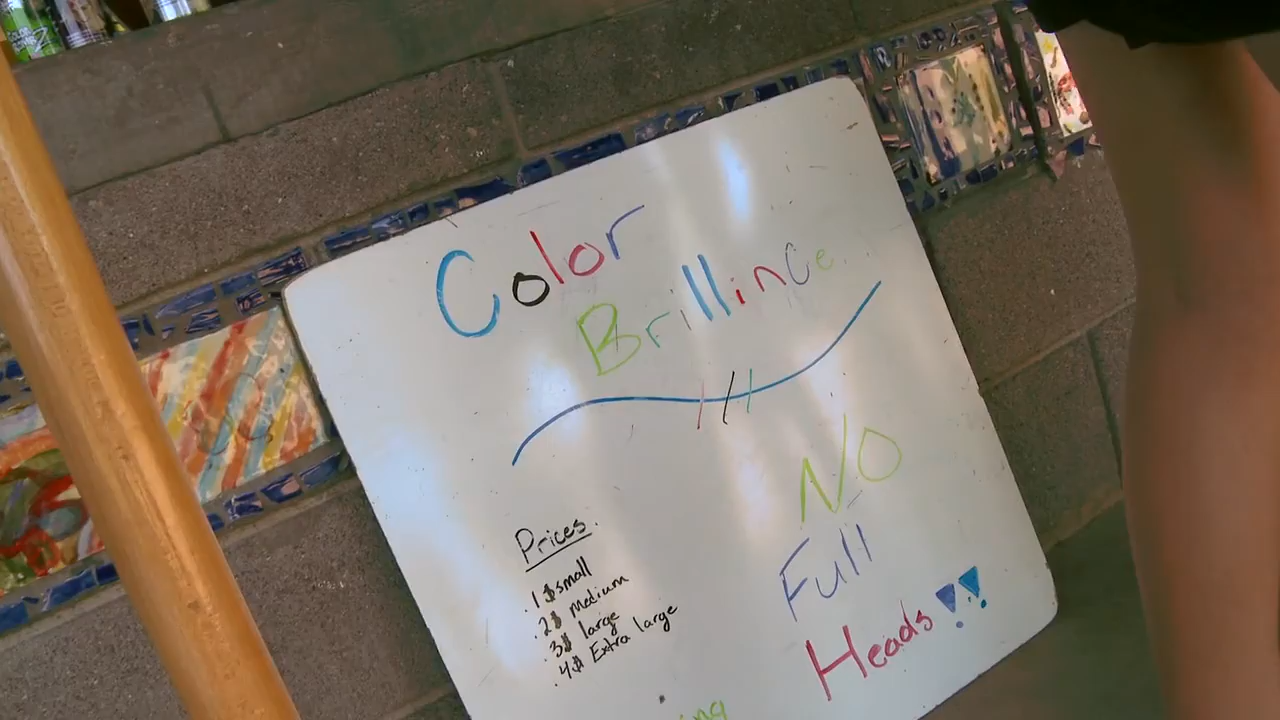 Color
Brillince
Prices.
.1$ small
.2$ medium
.3$ large
.4$ Extra large
NO
Full
Heads!!